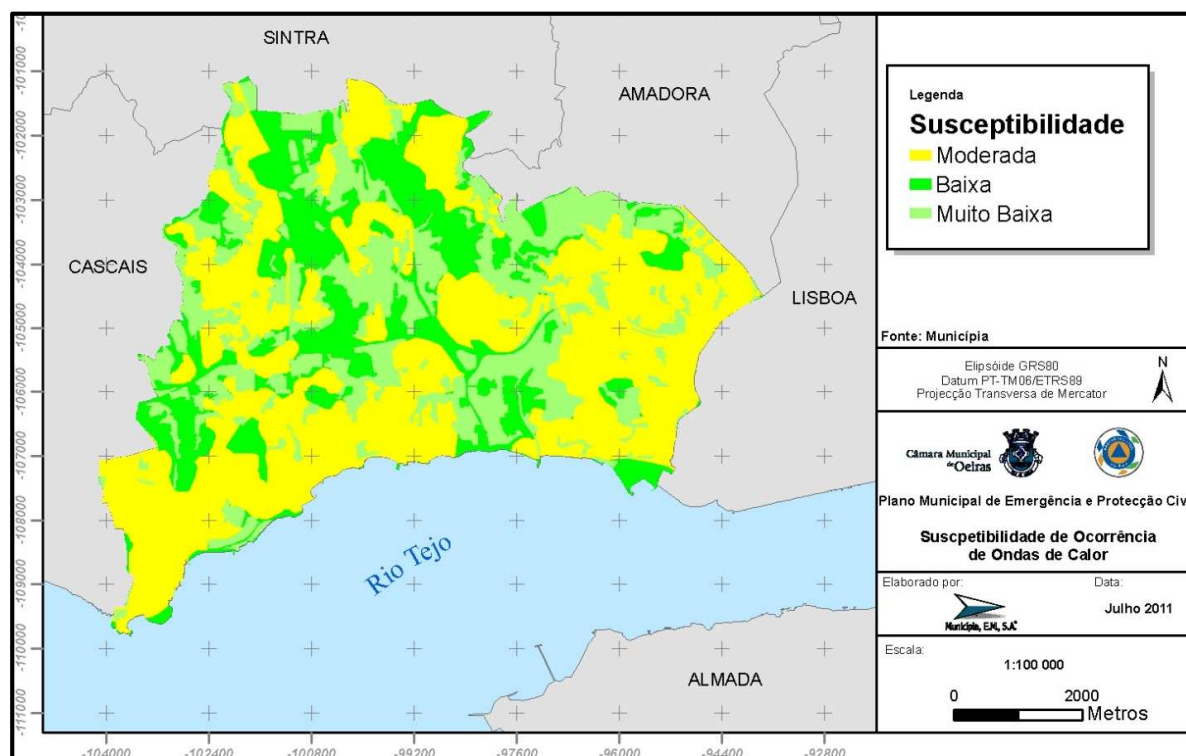 SINTRA
AMADORA
CASCAIS
LISBOA
Rio Tejo
ALMADA
-101000
-102000
-103000
-104000
-105000
-106000
-107000
-108000
-109000
-110000
-111000
-104000
-102400
-100800
-99200
-97600
-96000
-94400
-92800
Legenda
Susceptibilidade
Moderada
Baixa
Muito Baixa
Fonte: Municípia
Elipsóide GRS80
Datum PT-TM06/ETRS89
Projecção Transversa de Mercator
N
Câmara Municipal
de Oeiras
Plano Municipal de Emergência e Protecção Civ
Suscpetibilidade de Ocorrência
de Ondas de Calor
Elaborado por:
Data:
Municípia, E.M., S.A.
Julho 2011
Escala:
1:100 000
0 2000
Metros